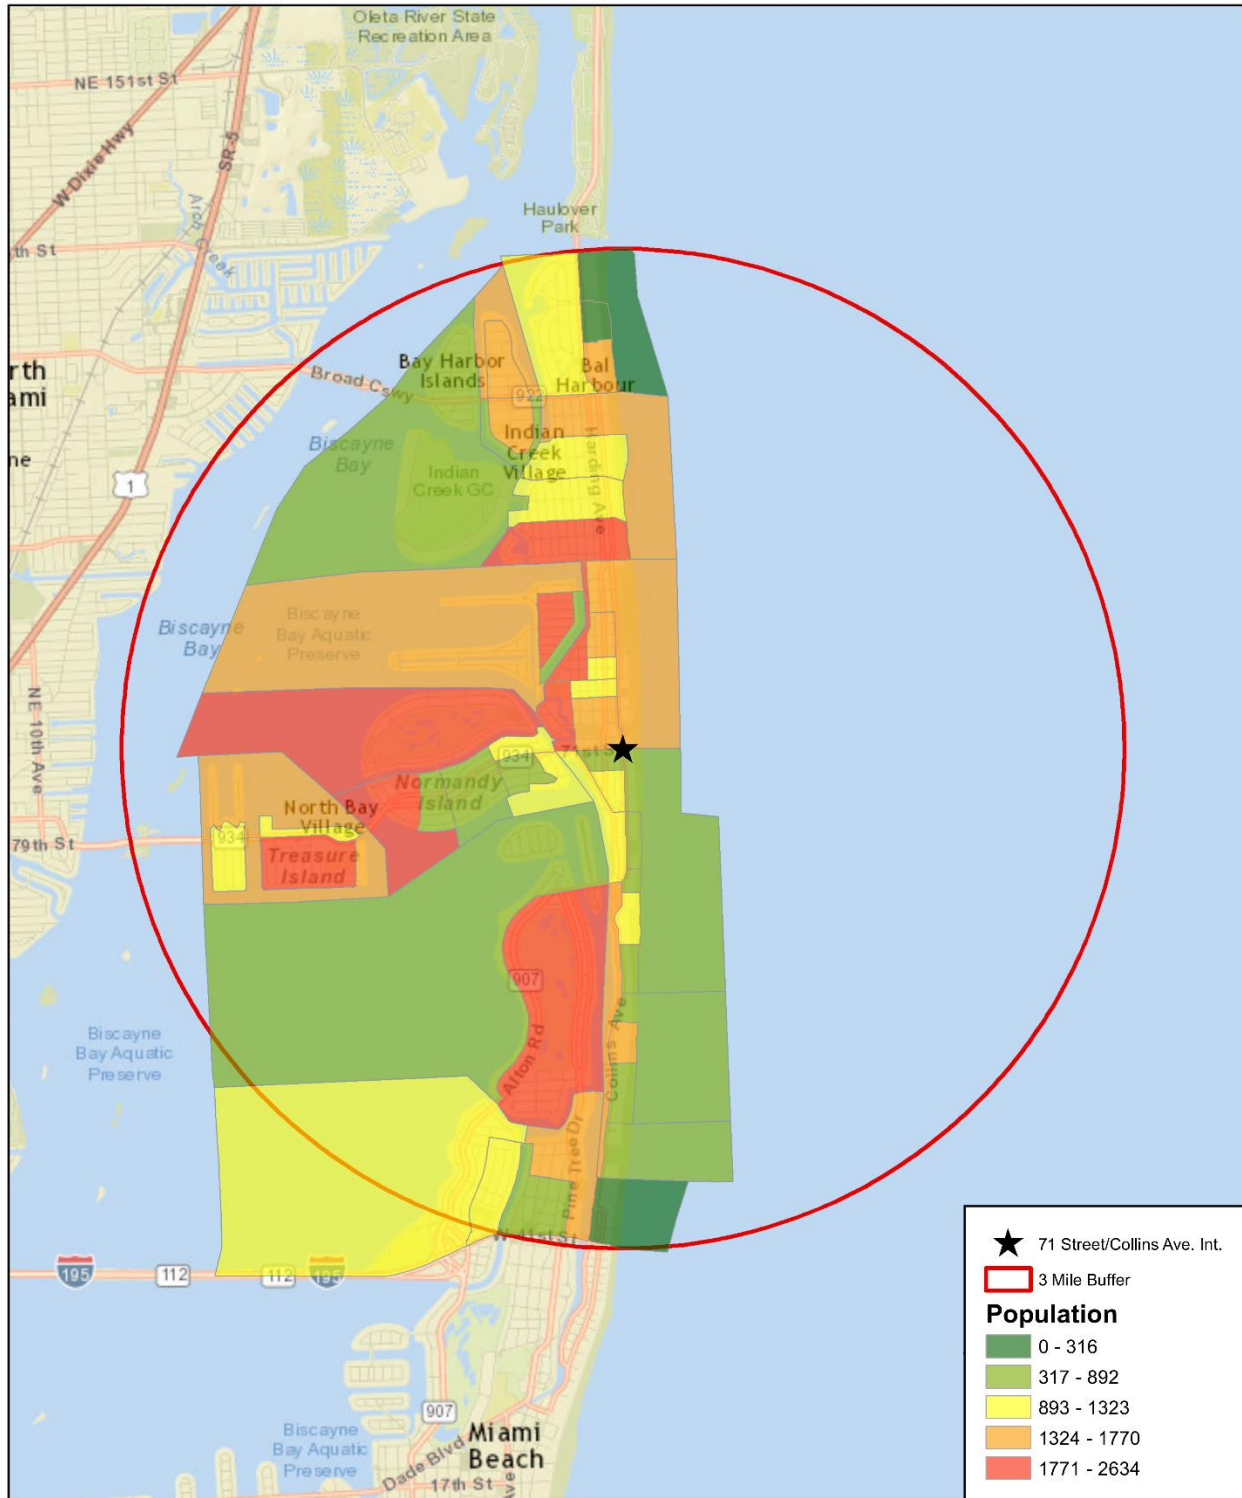 Oleta River State
Recreation Area
NE 151st St
W Dixie Hwy
SR-5
Arch Creek
Haulover
Park
th St
Bay Harbor
Islands
Bal
Harbour
Broad Cswy
922
rth
ami
ne
Biscayne
Bay
Indian
Creek
Village
Indian
Creek GC
Harding Ave
1
Biscayne
Bay Aquatic
Preserve
Biscayne
Bay
NE 10th Ave
71st S
934
Normandy
Island
North Bay
Village
934
79th St
Treasure
Island
907
Alton Rd
Collins Ave
Biscayne
Bay Aquatic
Preserve
Pine Tree Dr
W 41st St
195
112
112
195
907
Miami
Beach
Biscayne
Bay Aquatic
Preserve
Dade Blvd
17th St
Ave
71 Street/Collins Ave. Int.
3 Mile Buffer
Population
0 - 316
317 - 892
893 - 1323
1324 - 1770
1771 - 2634